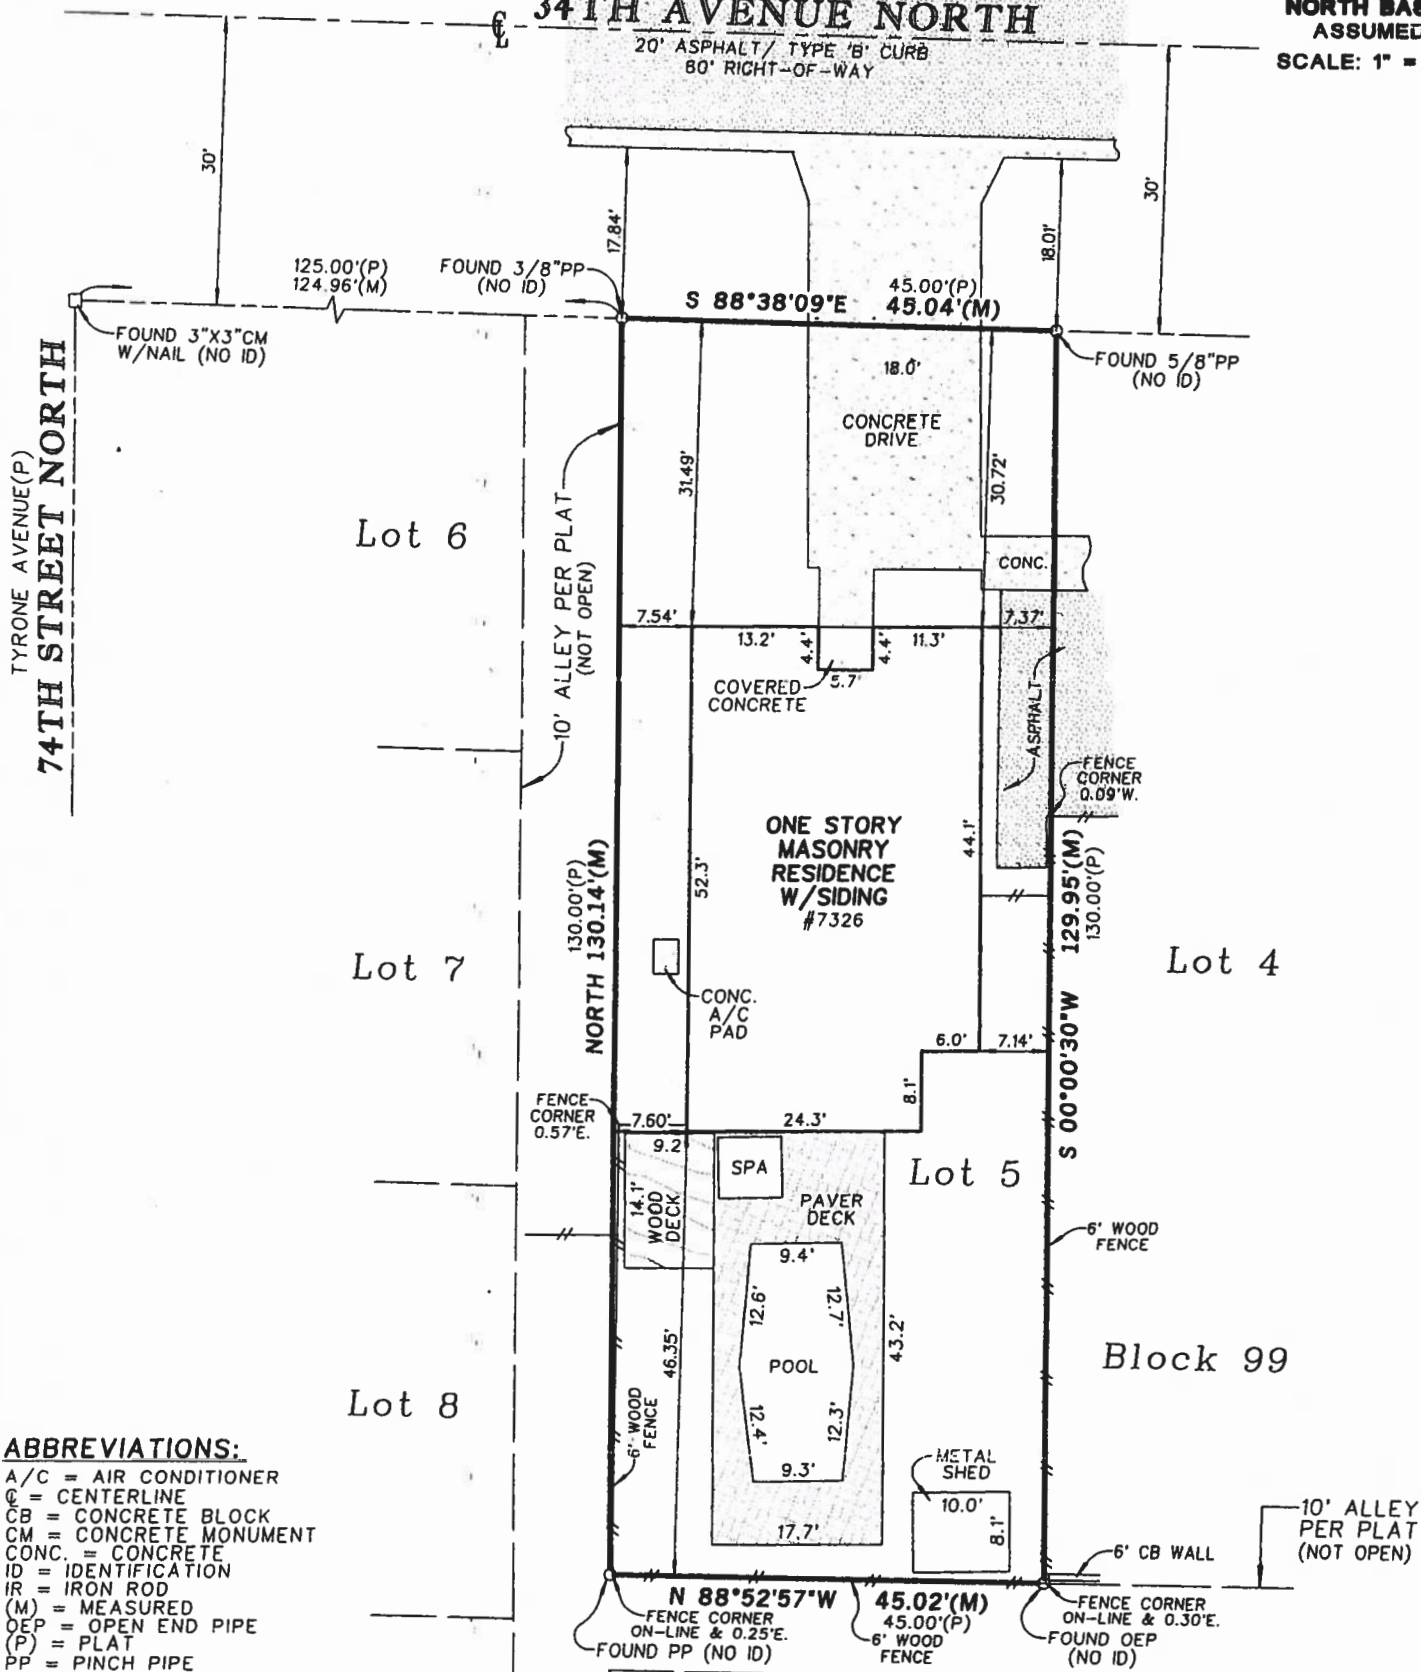 34TH AVENUE NORTH
20' ASPHALT/ TYPE 'B' CURB
60' RIGHT-OF-WAY
NORTH BAS
ASSUMED
SCALE: 1" =
30'
30'
17.84'
18.01'
125.00'(P)
124.96'(M)
FOUND 3/8"PP
(NO ID)
45.00'(P)
S 88°38'09"E 45.04'(M)
FOUND 3"X3"CM
W/NAIL (NO ID)
FOUND 5/8"PP
(NO ID)
TYRONE AVENUE(P)
74TH STREET NORTH
18.0'
CONCRETE
DRIVE
31.49'
30.72'
10' ALLEY PER PLAT
(NOT OPEN)
Lot 6
CONC.
7.54'
13.2'
4.4'
4.4'
11.3'
7.37'
5.7'
COVERED
CONCRETE
ASPHALT
FENCE
CORNER
0.09'W.
ONE STORY
MASONRY
RESIDENCE
W/SIDING
#7326
52.3'
44.1'
130.00'(P)
NORTH 130.14'(M)
S 00°00'30"W 129.95'(M)
130.00'(P)
Lot 7
Lot 4
CONC.
A/C
PAD
6.0'
7.14'
8.1'
FENCE
CORNER
0.57'E.
7.60'
24.3'
9.2'
SPA
Lot 5
14.1'
WOOD
DECK
PAVER
DECK
6' WOOD
FENCE
9.4'
12.6'
12.7'
43.2'
46.35'
POOL
Block 99
12.4'
12.3'
Lot 8
6' WOOD
FENCE
9.3'
METAL
SHED
10.0'
8.1'
17.7'
10' ALLEY
PER PLAT
(NOT OPEN)
6' CB WALL
N 88°52'57"W 45.02'(M)
45.00'(P)
FENCE CORNER
ON-LINE & 0.25'E.
FOUND PP (NO ID)
6' WOOD
FENCE
FENCE CORNER
ON-LINE & 0.30'E.
FOUND OEP
(NO ID)
ABBREVIATIONS:
A/C = AIR CONDITIONER
℄ = CENTERLINE
CB = CONCRETE BLOCK
CM = CONCRETE MONUMENT
CONC. = CONCRETE
ID = IDENTIFICATION
IR = IRON ROD
(M) = MEASURED
OEP = OPEN END PIPE
(P) = PLAT
PP = PINCH PIPE